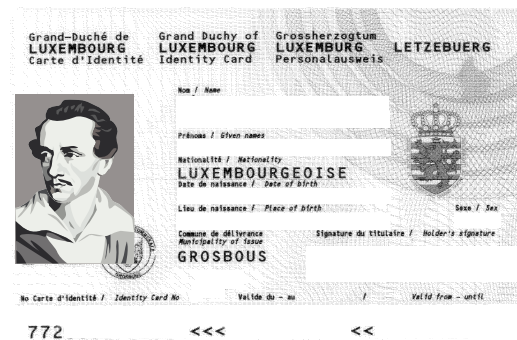 Grand-Duché de Grand Duchy of Grossherzogtum
LUXEMBOURG LUXEMBOURG LUXEMBURG LETZEBUERG
Carte d'Identité Identity Card Personalausweis
Nom / Name
Prénoms / Given names
Nationalité / Nationality
LUXEMBOURGEOISE
Date de naissance / Date of birth
Lieu de naissance / Place of birth Sexe / Sex
Commune de délivrance Signature du titulaire / Holder's signature
Municipality of issue
GROSBOUS
No Carte d'identité / Identity Card No Valide du - au / Valid from - until
772 <<< <<